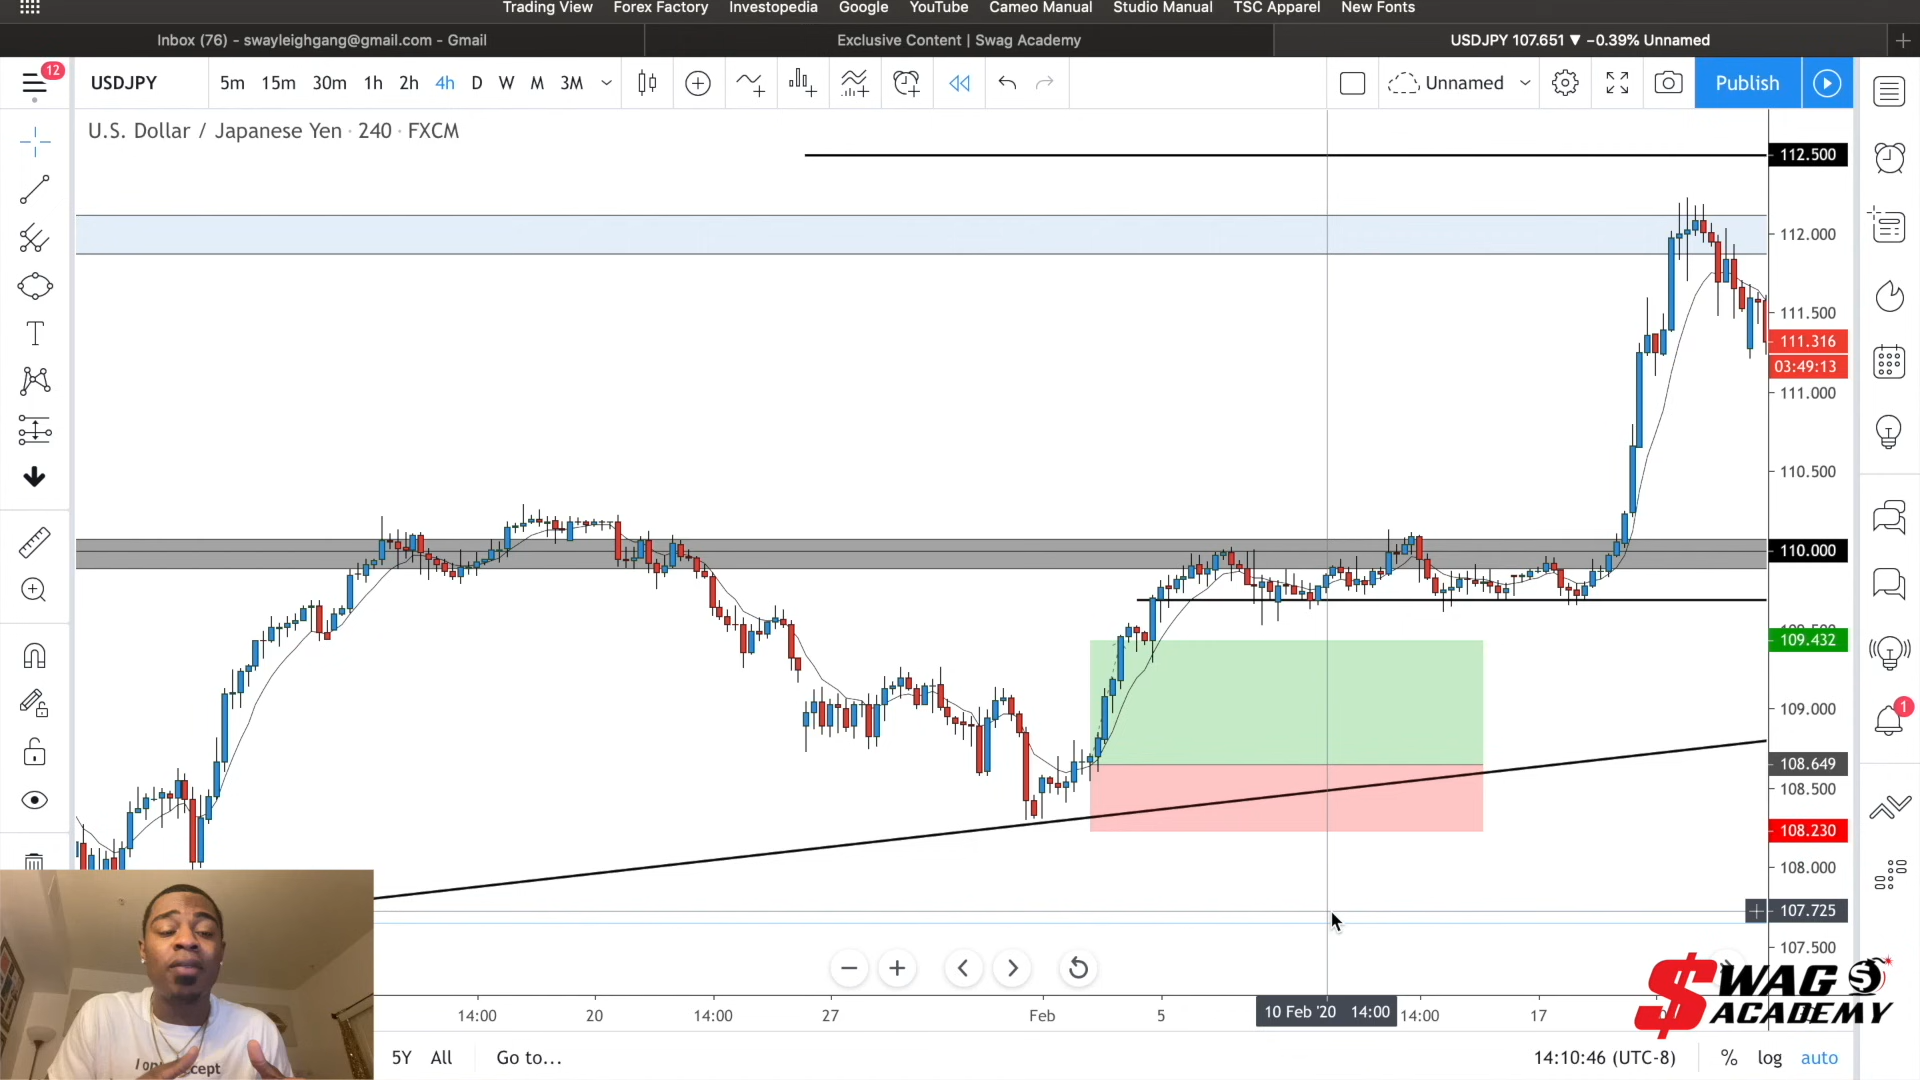 Trading View Forex Factory Investopedia Google YouTube Cameo Manual Studio Manual TSC Apparel New Fonts
Inbox (76) - swayleighgang@gmail.com - Gmail Exclusive Content | Swag Academy USDJPY 107.651 ▼ −0.39% Unnamed
12
USDJPY 5m 15m 30m 1h 2h 4h D W M 3M Unnamed Publish
U.S. Dollar / Japanese Yen · 240 · FXCM
112.500
112.000
111.500
111.316
03:49:13
111.000
110.500
110.000
109.432
1
109.000
108.649
108.500
108.230
108.000
107.725
107.500
$WAG
ACADEMY
14:00 20 14:00 27 Feb 5 10 Feb '20 14:00 14:00 17
5Y All Go to... 14:10:46 (UTC-8) % log auto